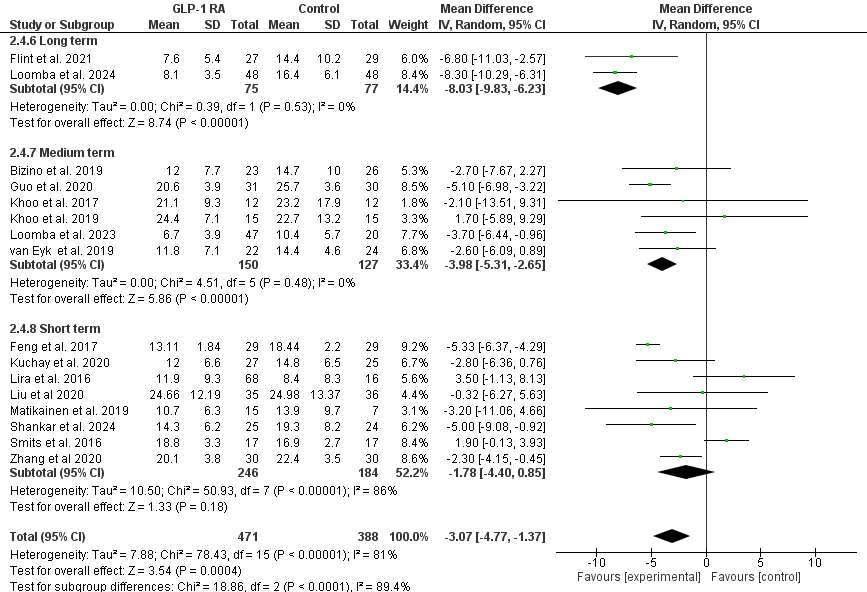 GLP-1 RA Control Mean Difference Mean Difference
Study or Subgroup Mean SD Total Mean SD Total Weight IV, Random, 95% CI IV, Random, 95% CI
2.4.6 Long term
Flint et al. 2021 7.6 5.4 27 14.4 10.2 29 6.0% -6.80 [-11.03, -2.57]
Loomba et al. 2024 8.1 3.5 48 16.4 6.1 48 8.4% -8.30 [-10.29, -6.31]
Subtotal (95% CI) 75 77 14.4% -8.03 [-9.83, -6.23]
Heterogeneity: Tau² = 0.00; Chi² = 0.39, df = 1 (P = 0.53); I² = 0%
Test for overall effect: Z = 8.74 (P < 0.00001)
2.4.7 Medium term
Bizino et al. 2019 12 7.7 23 14.7 10 26 5.3% -2.70 [-7.67, 2.27]
Guo et al. 2020 20.6 3.9 31 25.7 3.6 30 8.5% -5.10 [-6.98, -3.22]
Khoo et al. 2017 21.1 9.3 12 23.2 17.9 12 1.7% -2.10 [-13.51, 9.31]
Khoo et al. 2019 24.4 7.1 15 22.7 13.2 15 3.2% 1.70 [-5.89, 9.29]
Loomba et al. 2023 6.7 3.9 47 10.4 5.7 20 7.7% -3.70 [-6.44, -0.96]
van Eyk et al. 2019 11.8 7.1 22 14.4 4.6 24 6.8% -2.60 [-6.09, 0.89]
Subtotal (95% CI) 150 127 33.4% -3.98 [-5.31, -2.65]
Heterogeneity: Tau² = 0.00; Chi² = 4.51, df = 5 (P = 0.48); I² = 0%
Test for overall effect: Z = 5.86 (P < 0.00001)
2.4.8 Short term
Feng et al. 2017 13.11 1.84 29 18.44 2.2 29 9.2% -5.33 [-6.37, -4.29]
Kuchay et al. 2020 12 6.6 27 14.8 6.5 25 6.8% -2.80 [-6.36, 0.76]
Lira et al. 2016 11.9 9.3 68 8.4 8.3 16 5.6% 3.50 [-1.13, 8.13]
Liu et al 2020 24.66 12.19 35 24.98 13.37 36 4.4% -0.32 [-6.27, 5.63]
Matikainen et al. 2019 10.7 6.3 15 13.9 9.7 7 3.1% -3.20 [-11.06, 4.66]
Shankar et al. 2024 14.3 6.2 25 19.3 8.2 24 6.2% -5.00 [-9.08, -0.92]
Smits et al. 2016 18.8 3.3 17 16.9 2.7 17 8.4% 1.90 [-0.13, 3.93]
Zhang et al 2020 20.1 3.8 30 22.4 3.5 30 8.6% -2.30 [-4.15, -0.45]
Subtotal (95% CI) 246 184 52.2% -1.78 [-4.40, 0.85]
Heterogeneity: Tau² = 10.50; Chi² = 50.93, df = 7 (P < 0.00001); I² = 86%
Test for overall effect: Z = 1.33 (P = 0.18)
Total (95% CI) 471 388 100.0% -3.07 [-4.77, -1.37]
Heterogeneity: Tau² = 7.88; Chi² = 78.43, df = 15 (P < 0.00001); I² = 81%
Test for overall effect: Z = 3.54 (P = 0.0004)
Test for subgroup differences: Chi² = 18.86, df = 2 (P < 0.0001), I² = 89.4%
-10 -5 0 5 10
Favours [experimental] Favours [control]